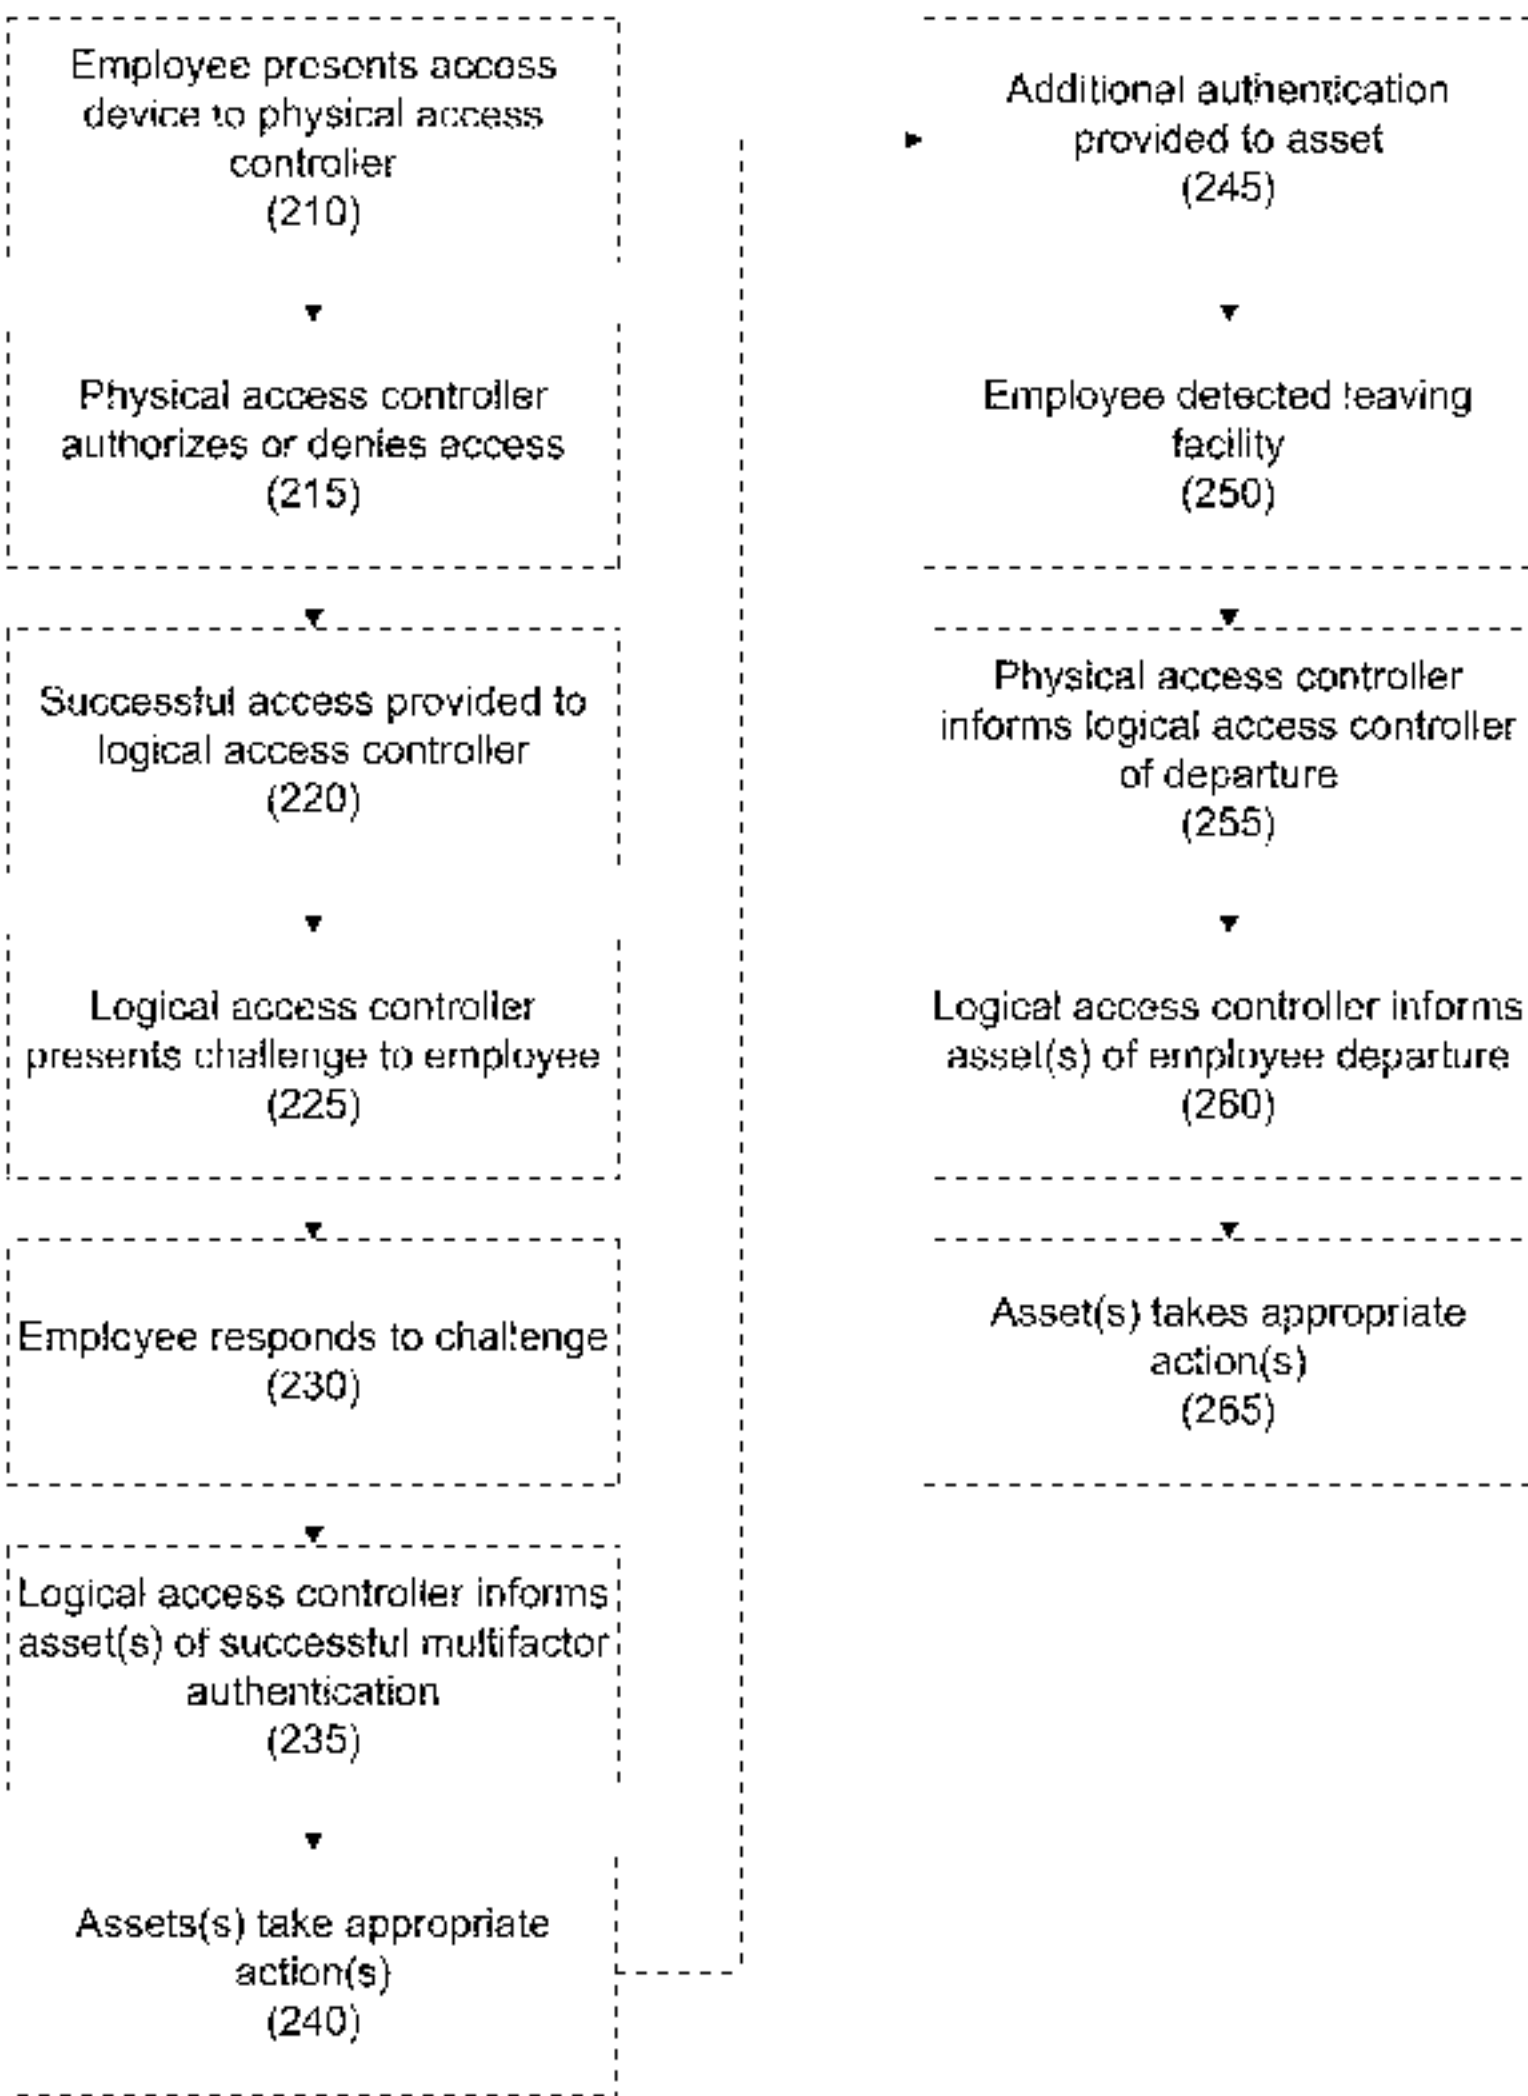 Employee presents access
device to physical access
controller
(210)
Physical access controller
authorizes or denies access
(215)
Successful access provided to
logical access controller
(220)
Logical access controller
presents challenge to employee
(225)
Employee responds to challenge
(230)
Logical access controller informs
asset(s) of successful multifactor
authentication
(235)
Assets(s) take appropriate
action(s)
(240)
Additional authentication
provided to asset
(245)
Employee detected leaving
facility
(250)
Physical access controller
informs logical access controller
of departure
(255)
Logical access controller informs
asset(s) of employee departure
(260)
Asset(s) takes appropriate
action(s)
(265)